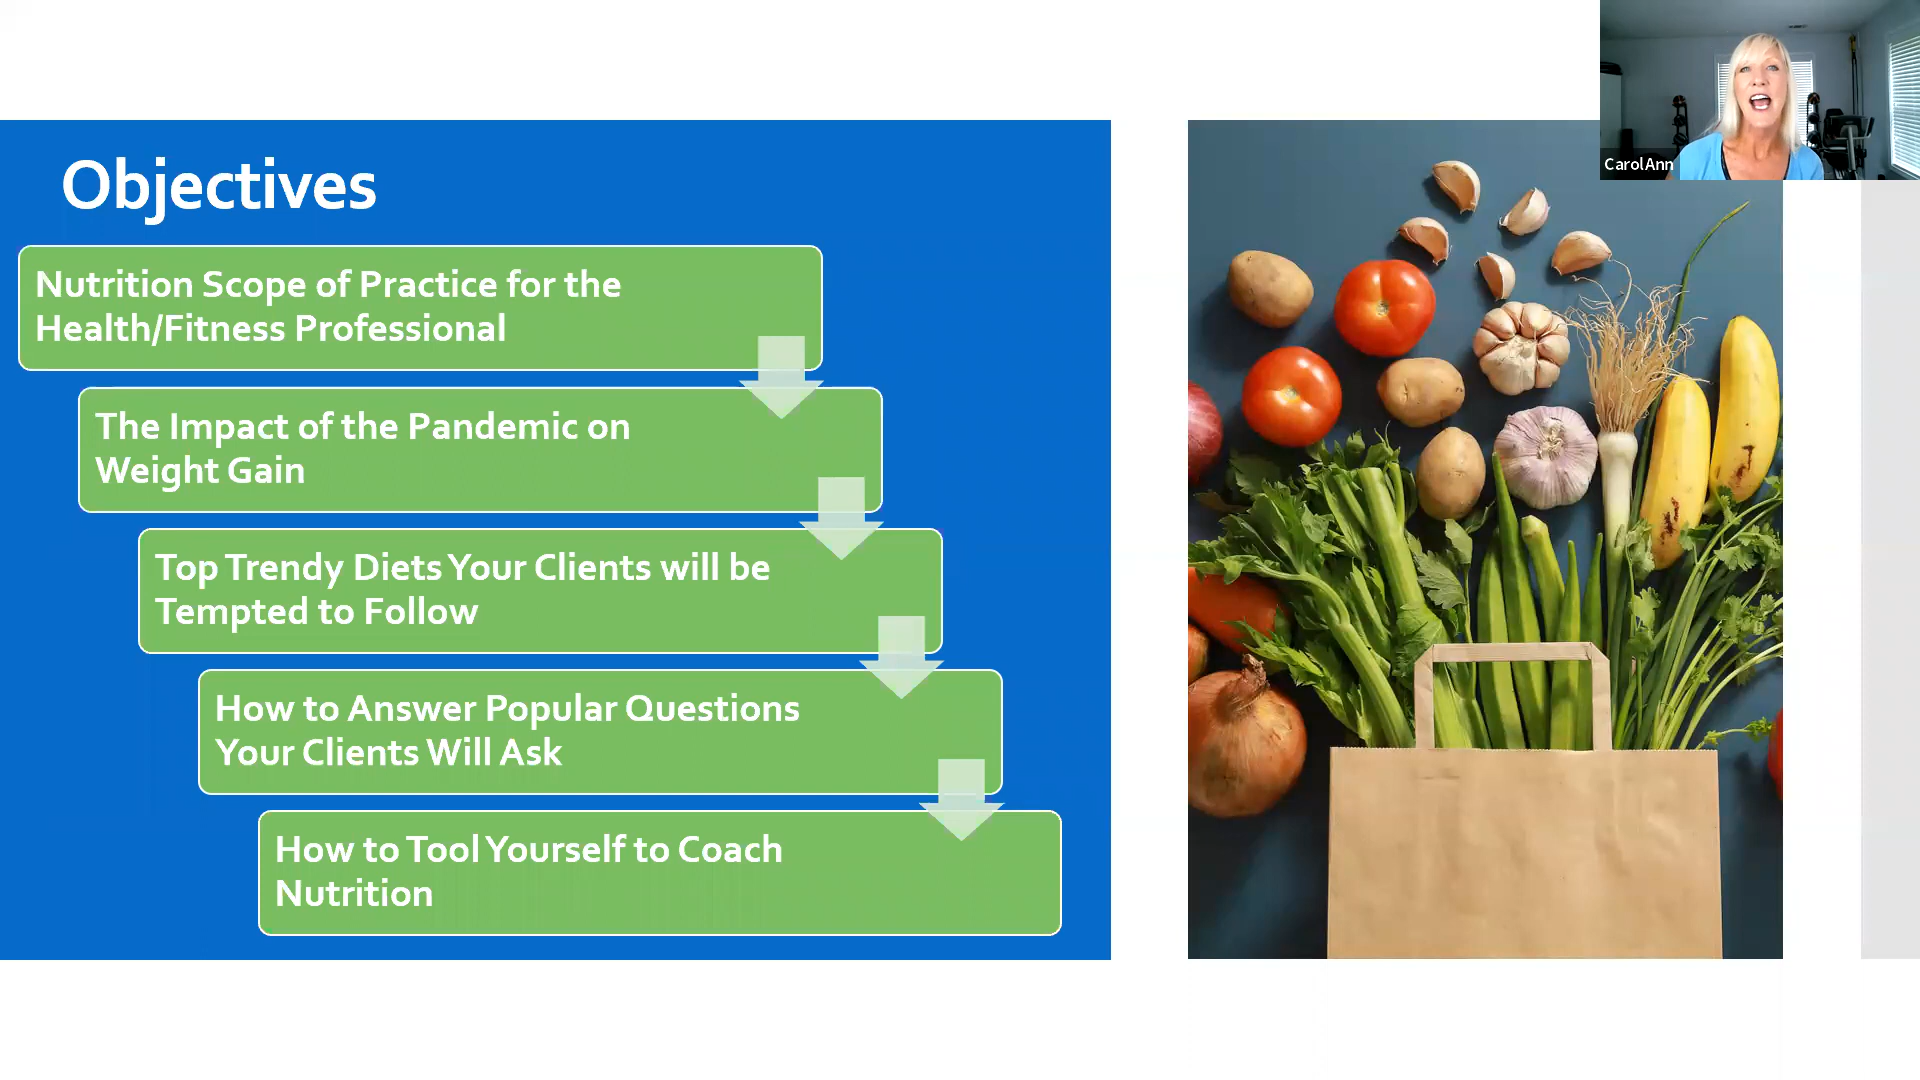 Objectives
Nutrition Scope of Practice for the
Health/Fitness Professional
The Impact of the Pandemic on
Weight Gain
Top Trendy Diets Your Clients will be
Tempted to Follow
How to Answer Popular Questions
Your Clients Will Ask
How to Tool Yourself to Coach
Nutrition
CarolAnn